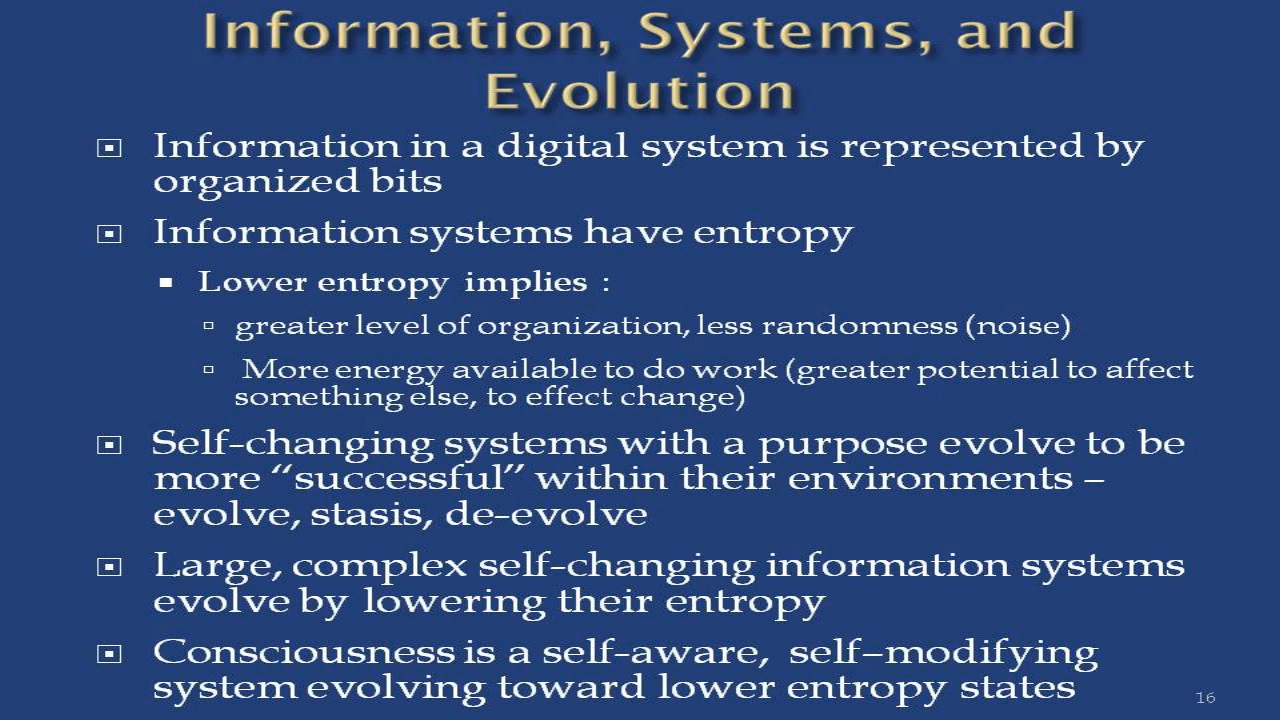 Information, Systems, and
Evolution
Information in a digital system is represented by
organized bits
Information systems have entropy
Lower entropy implies :
greater level of organization, less randomness (noise)
More energy available to do work (greater potential to affect
something else, to effect change)
Self-changing systems with a purpose evolve to be
more “successful” within their environments –
evolve, stasis, de-evolve
Large, complex self-changing information systems
evolve by lowering their entropy
Consciousness is a self-aware, self–modifying
system evolving toward lower entropy states
16